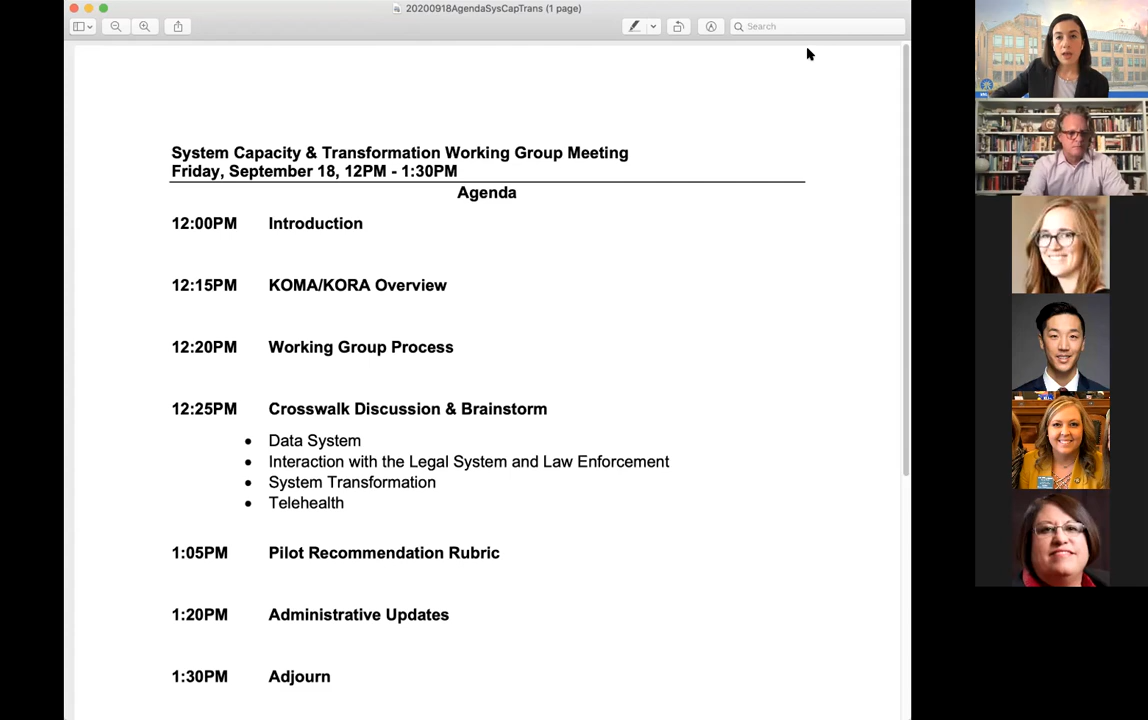 20200918AgendaSysCapTrans (1 page)
Search
System Capacity & Transformation Working Group Meeting
Friday, September 18, 12PM - 1:30PM
Agenda
12:00PM Introduction
12:15PM KOMA/KORA Overview
12:20PM Working Group Process
12:25PM Crosswalk Discussion & Brainstorm
• Data System
• Interaction with the Legal System and Law Enforcement
• System Transformation
• Telehealth
1:05PM Pilot Recommendation Rubric
1:20PM Administrative Updates
1:30PM Adjourn